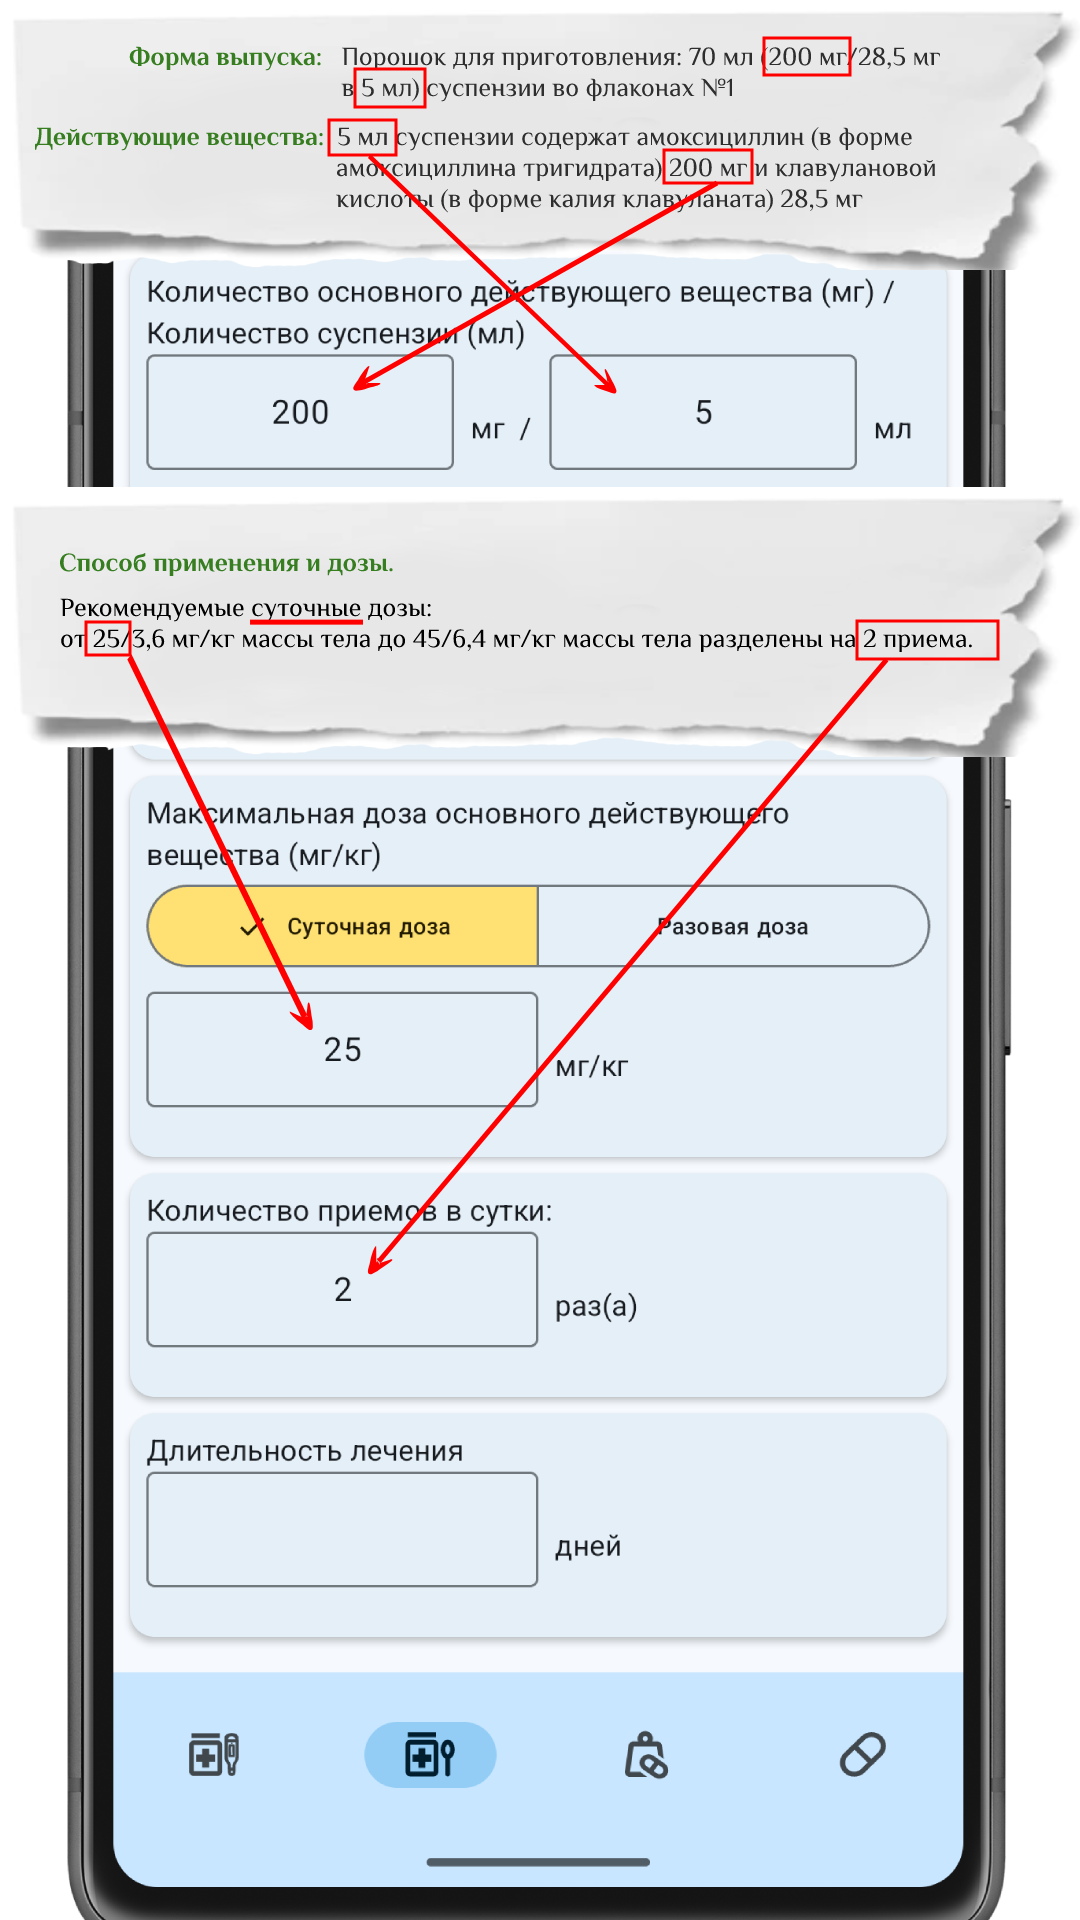 Форма выпуска: Порошок для приготовления: 70 мл (200 мг/28,5 мг
в 5 мл) суспензии во флаконах №1
Действующие вещества: 5 мл суспензии содержат амоксициллин (в форме
амоксициллина тригидрата) 200 мг и клавулановой
кислоты (в форме калия клавуланата) 28,5 мг
Количество основного действующего вещества (мг) /
Количество суспензии (мл)
200 мг / 5 мл
Способ применения и дозы.
Рекомендуемые суточные дозы:
от 25/3,6 мг/кг массы тела до 45/6,4 мг/кг массы тела разделены на 2 приема.
Максимальная доза основного действующего
вещества (мг/кг)
Суточная доза Разовая доза
25 мг/кг
Количество приемов в сутки:
2 раз(а)
Длительность лечения
дней